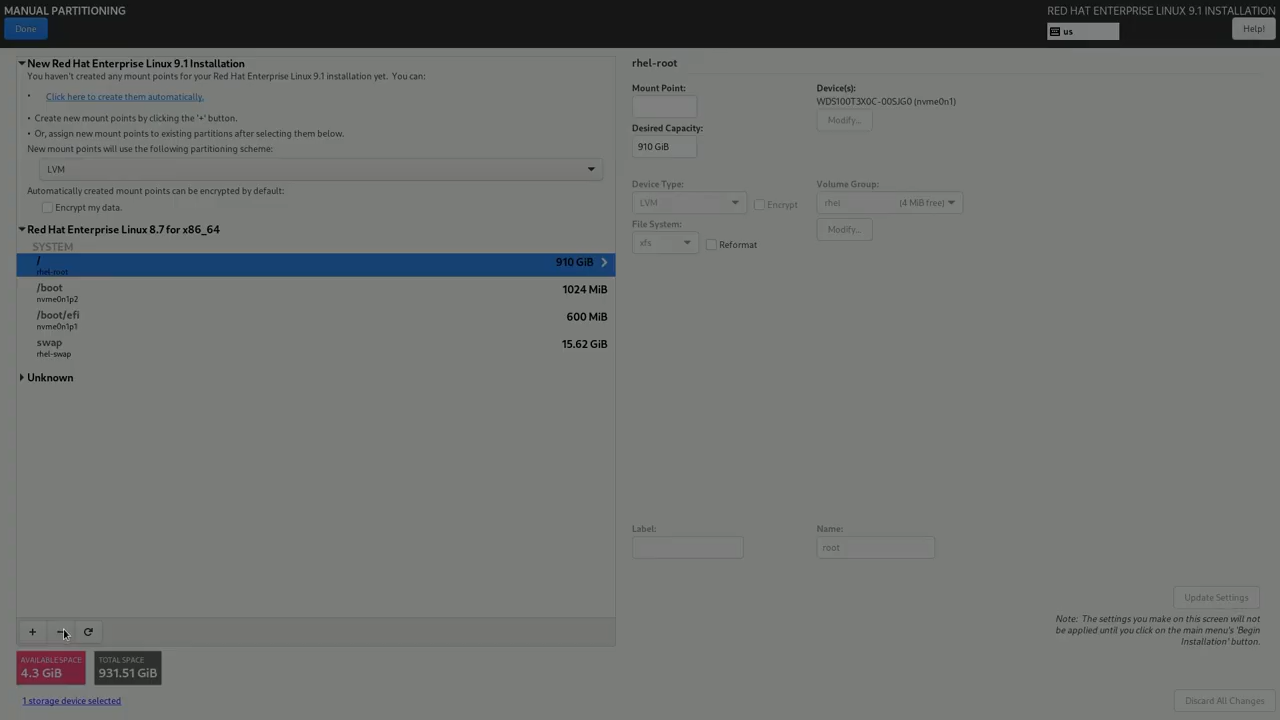 MANUAL PARTITIONING
RED HAT ENTERPRISE LINUX 9.1 INSTALLATION
Done
us
Help!
New Red Hat Enterprise Linux 9.1 Installation
You haven't created any mount points for your Red Hat Enterprise Linux 9.1 installation yet. You can:
• Click here to create them automatically.
• Create new mount points by clicking the '+' button.
• Or, assign new mount points to existing partitions after selecting them below.
New mount points will use the following partitioning scheme:
LVM
Automatically created mount points can be encrypted by default:
Encrypt my data.
Red Hat Enterprise Linux 8.7 for x86_64
SYSTEM
/ 910 GiB
rhel-root
/boot 1024 MiB
nvme0n1p2
/boot/efi 600 MiB
nvme0n1p1
swap 15.62 GiB
rhel-swap
Unknown
+ – 
AVAILABLE SPACE
4.3 GiB
TOTAL SPACE
931.51 GiB
1 storage device selected
rhel-root
Mount Point:
Device(s):
WDS100T3X0C-00SJG0 (nvme0n1)
Modify...
Desired Capacity:
910 GiB
Device Type:
LVM
Encrypt
Volume Group:
rhel (4 MiB free)
Modify...
File System:
xfs
Reformat
Label:
Name:
root
Update Settings
Note: The settings you make on this screen will not
be applied until you click on the main menu's 'Begin
Installation' button.
Discard All Changes